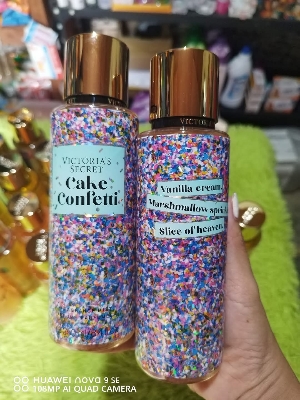 VICTORIA'S
SECRET
Cake
Confetti
VICTORIA'S
Vanilla cream,
Marshmallow
Slice of heaven.
HUAWEI nova 9 SE
108MP AI QUAD CAMERA